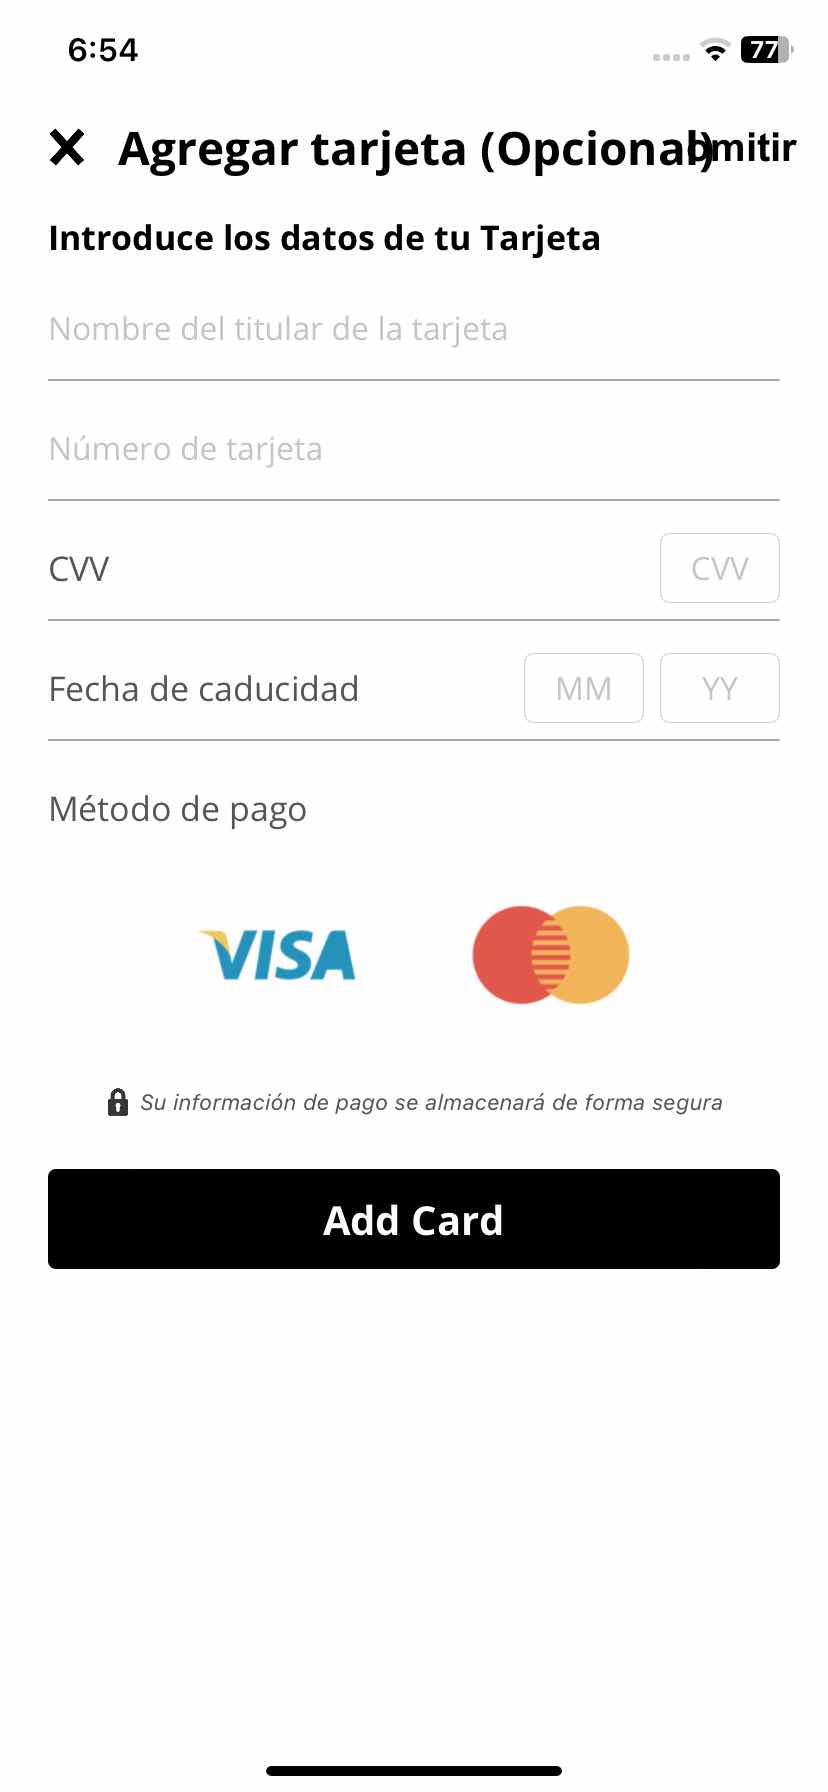 6:54
77
Agregar tarjeta (Opcional)
omitir
Introduce los datos de tu Tarjeta
Nombre del titular de la tarjeta
Número de tarjeta
CVV CVV
Fecha de caducidad MM YY
Método de pago
VISA
Su información de pago se almacenará de forma segura
Add Card